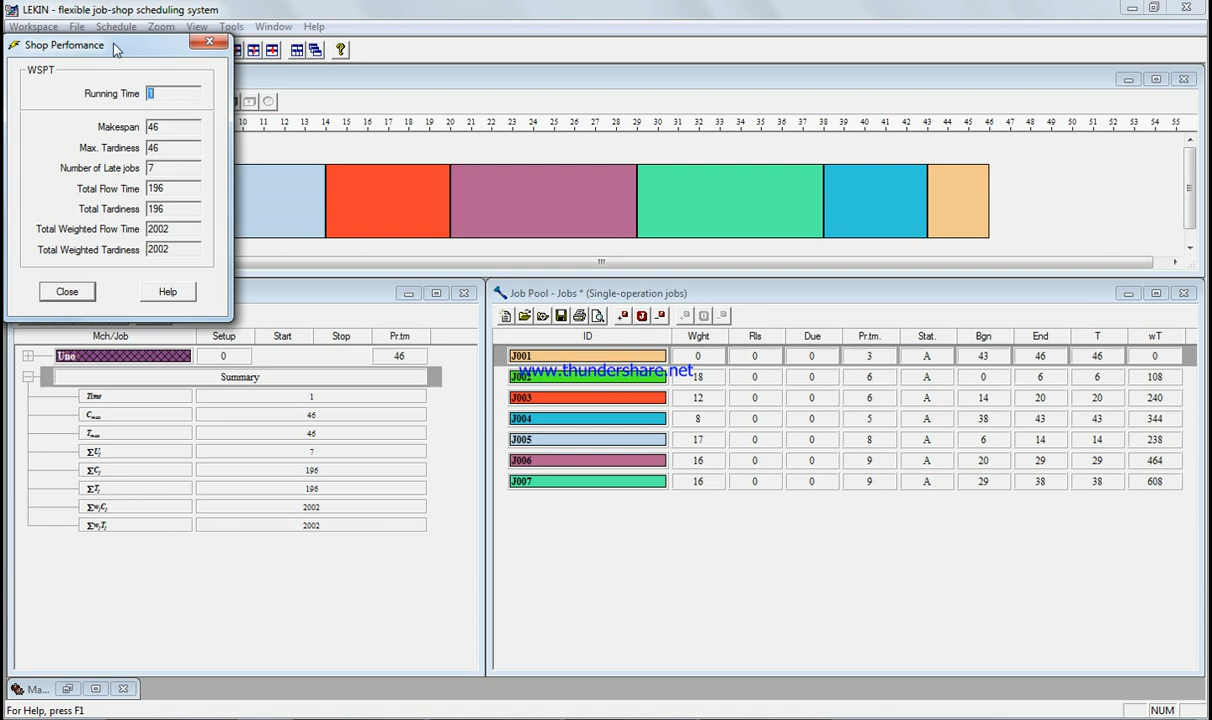 LEKIN - flexible job-shop scheduling system
Workspace File Schedule Zoom View Tools Window Help
Shop Perfomance
WSPT
Running Time 1
Makespan 46
Max. Tardiness 46
Number of Late jobs 7
Total Flow Time 196
Total Tardiness 196
Total Weighted Flow Time 2002
Total Weighted Tardiness 2002
Close Help
10 11 12 13 14 15 16 17 18 19 20 21 22 23 24 25 26 27 28 29 30 31 32 33 34 35 36 37 38 39 40 41 42 43 44 45 46 47 48 49 50 51 52 53 54 55
Mch/Job Setup Start Stop Pr.tm
Uno 0 46
Summary
Time 1
Cmax 46
Tmax 46
ΣUj 7
ΣCj 196
ΣTj 196
ΣwjCj 2002
ΣwjTj 2002
Job Pool - Jobs * (Single-operation jobs)
ID Wght Rls Due Pr.tm. Stat. Bgn End T wT
J001 0 0 0 3 A 43 46 46 0
www.thundershare.net
J002 18 0 0 6 A 0 6 6 108
J003 12 0 0 6 A 14 20 20 240
J004 8 0 0 5 A 38 43 43 344
J005 17 0 0 8 A 6 14 14 238
J006 16 0 0 9 A 20 29 29 464
J007 16 0 0 9 A 29 38 38 608
Ma...
For Help, press F1 NUM